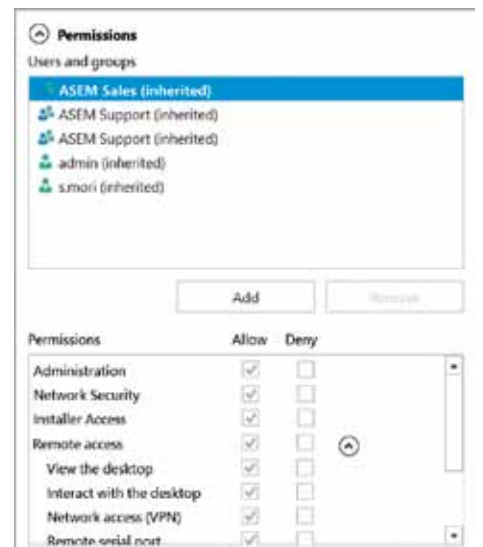 Permissions
Users and groups
ASEM Sales (inherited)
ASEM Support (inherited)
ASEM Support (inherited)
admin (inherited)
s.mori (inherited)
Add Remove
Permissions Allow Deny
Administration
Network Security
Installer Access
Remote access
View the desktop
Interact with the desktop
Network access (VPN)
Remote serial port